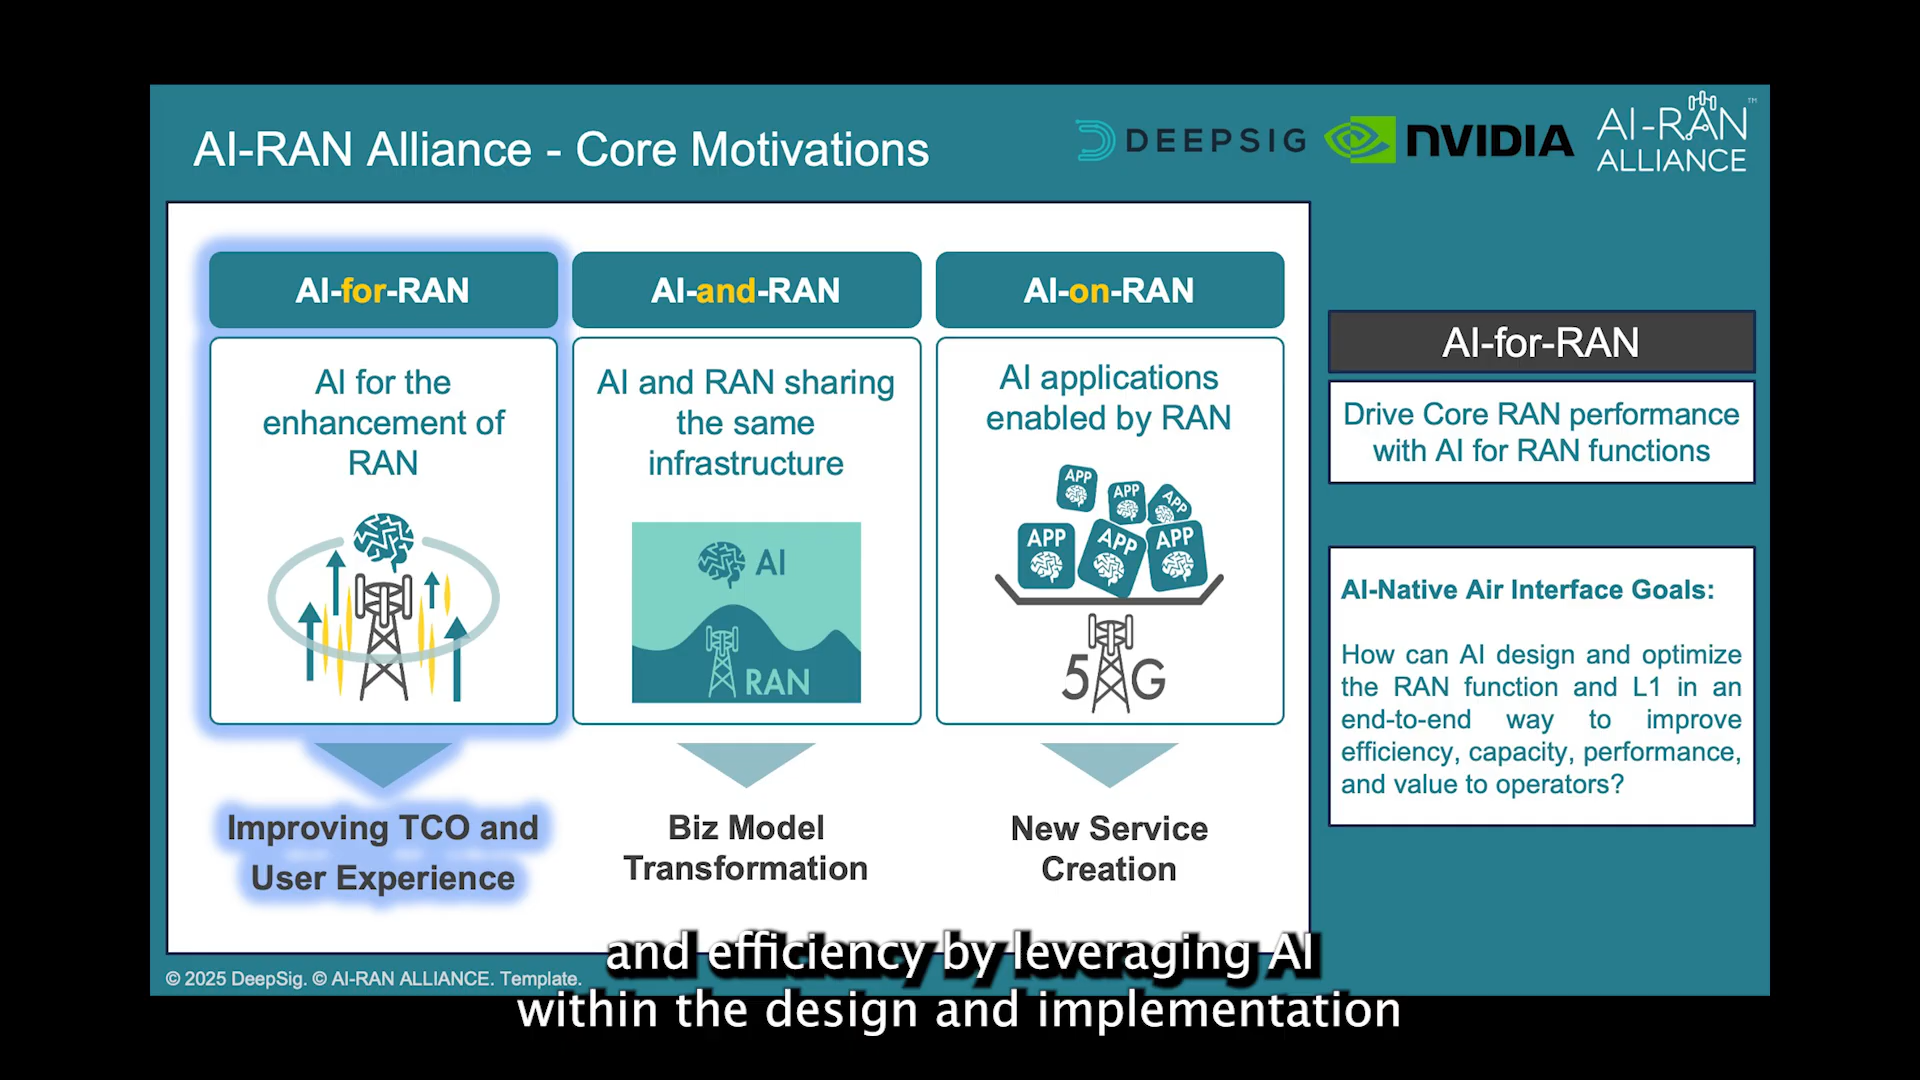 AI-RAN Alliance - Core Motivations
DEEPSIG
NVIDIA
AI-RAN™
ALLIANCE
AI-for-RAN
AI for the
enhancement of
RAN
Improving TCO and
User Experience
AI-and-RAN
AI and RAN sharing
the same
infrastructure
AI
RAN
Biz Model
Transformation
AI-on-RAN
AI applications
enabled by RAN
APP
APP
APP
APP
APP
APP
5G
New Service
Creation
AI-for-RAN
Drive Core RAN performance
with AI for RAN functions
AI-Native Air Interface Goals:
How can AI design and optimize
the RAN function and L1 in an
end-to-end way to improve
efficiency, capacity, performance,
and value to operators?
© 2025 DeepSig. © AI-RAN ALLIANCE. Template.
and efficiency by leveraging AI
within the design and implementation